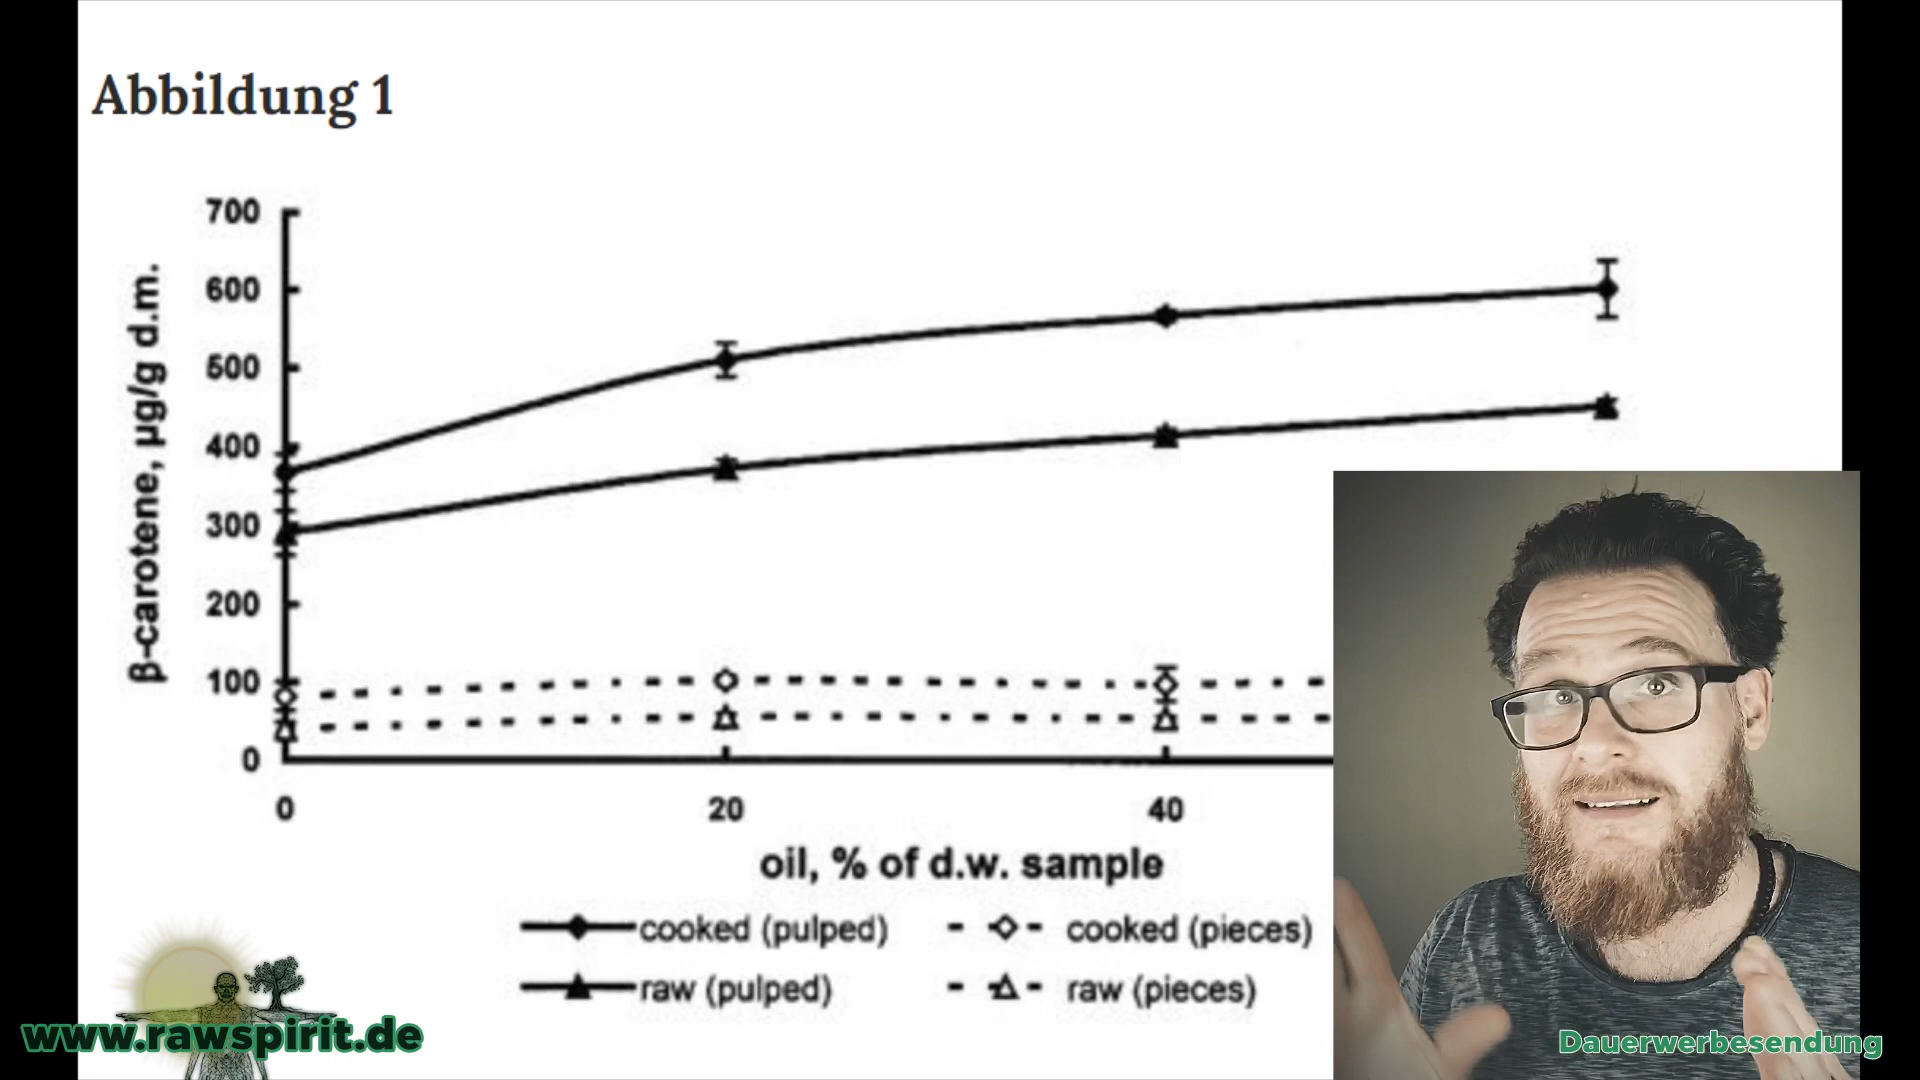 Abbildung 1
700
600
500
400
300
200
100
0
β-carotene, µg/g d.m.
0
20
40
oil, % of d.w. sample
cooked (pulped)
cooked (pieces)
raw (pulped)
raw (pieces)
www.rawspirit.de
Dauerwerbesendung